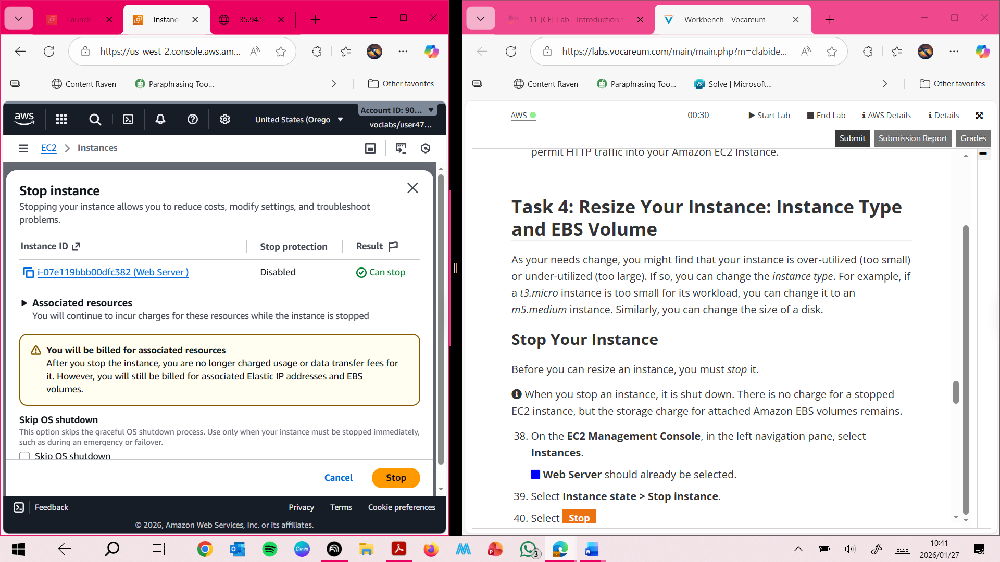 Launch
Instanc
35.94.5
https://us-west-2.console.aws.am...
Content Raven
Paraphrasing Too...
Other favorites
aws
United States (Orego
Account ID: 90...
voclabs/user47...
EC2
Instances
Stop instance
Stopping your instance allows you to reduce costs, modify settings, and troubleshoot
problems.
Instance ID
Stop protection
Result
i-07e119bbb00dfc382 (Web Server )
Disabled
Can stop
Associated resources
You will continue to incur charges for these resources while the instance is stopped
You will be billed for associated resources
After you stop the instance, you are no longer charged usage or data transfer fees for
it. However, you will still be billed for associated Elastic IP addresses and EBS
volumes.
Skip OS shutdown
This option skips the graceful OS shutdown process. Use only when your instance must be stopped immediately,
such as during an emergency or failover.
Skip OS shutdown
Cancel
Stop
Feedback
Privacy
Terms
Cookie preferences
© 2026, Amazon Web Services, Inc. or its affiliates.
11-[CF]-Lab - Introduction t
Workbench - Vocareum
https://labs.vocareum.com/main/main.php?m=clabide...
Content Raven
Paraphrasing Too...
Solve | Microsoft...
Other favorites
AWS
00:30
Start Lab
End Lab
AWS Details
Details
Submit
Submission Report
Grades
permit HTTP traffic into your Amazon EC2 Instance.
Task 4: Resize Your Instance: Instance Type
and EBS Volume
As your needs change, you might find that your instance is over-utilized (too small)
or under-utilized (too large). If so, you can change the instance type. For example, if
a t3.micro instance is too small for its workload, you can change it to an
m5.medium instance. Similarly, you can change the size of a disk.
Stop Your Instance
Before you can resize an instance, you must stop it.
When you stop an instance, it is shut down. There is no charge for a stopped
EC2 instance, but the storage charge for attached Amazon EBS volumes remains.
38. On the EC2 Management Console, in the left navigation pane, select
Instances.
Web Server should already be selected.
39. Select Instance state > Stop instance.
40. Select Stop
Canva
3
10:41
2026/01/27